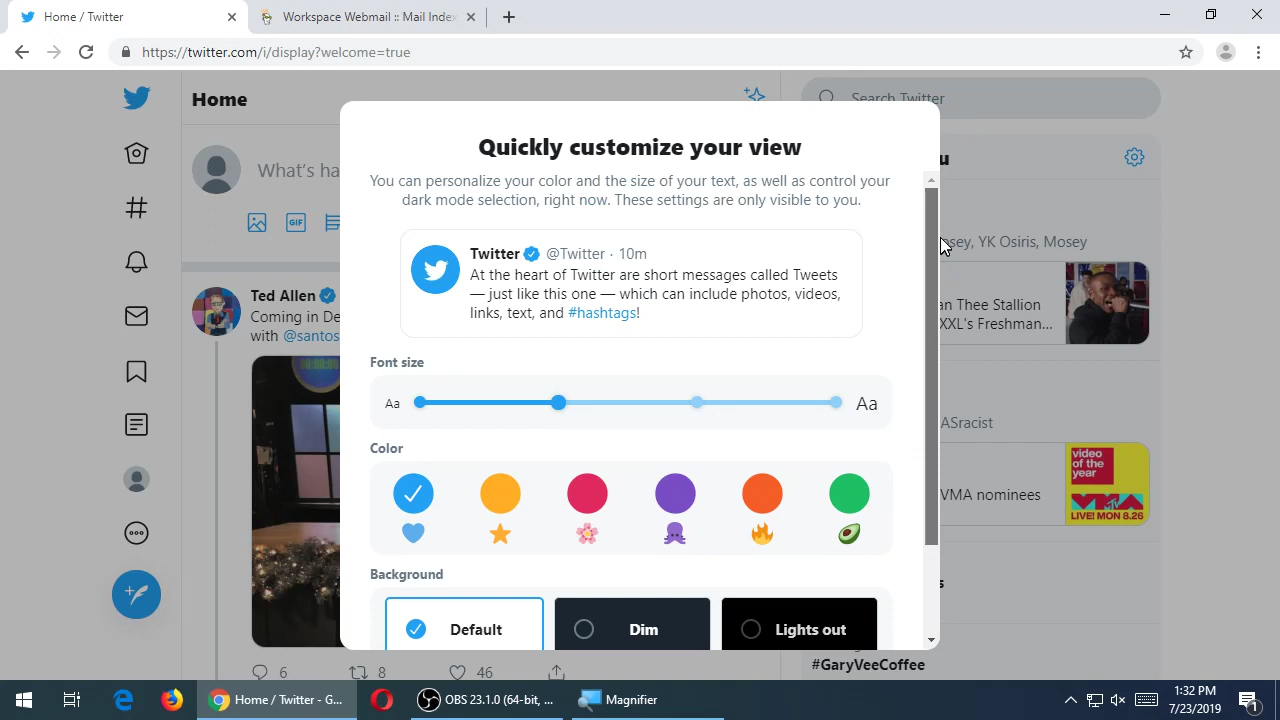 Home / Twitter
Workspace Webmail :: Mail Index
https://twitter.com/i/display?welcome=true
Home
Search Twitter
What's ha
GIF
Quickly customize your view
You can personalize your color and the size of your text, as well as control your
dark mode selection, right now. These settings are only visible to you.
Twitter @Twitter · 10m
At the heart of Twitter are short messages called Tweets
— just like this one — which can include photos, videos,
links, text, and #hashtags!
Font size
Aa
Aa
Color
Background
Default
Dim
Lights out
Ted Allen
Coming in De
with @santos
6
8
46
u
sey, YK Osiris, Mosey
an Thee Stallion
XXL's Freshman...
ASracist
VMA nominees
video
of the
year
VMA
LIVE! MON 8.26
s
#GaryVeeCoffee
Home / Twitter - G...
OBS 23.1.0 (64-bit, ...
Magnifier
1:32 PM
7/23/2019
1